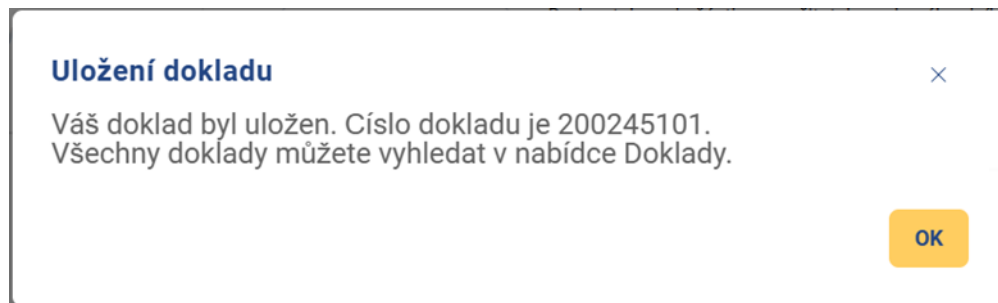 Uložení dokladu
Váš doklad byl uložen. Císlo dokladu je 200245101.
Všechny doklady můžete vyhledat v nabídce Doklady.
OK